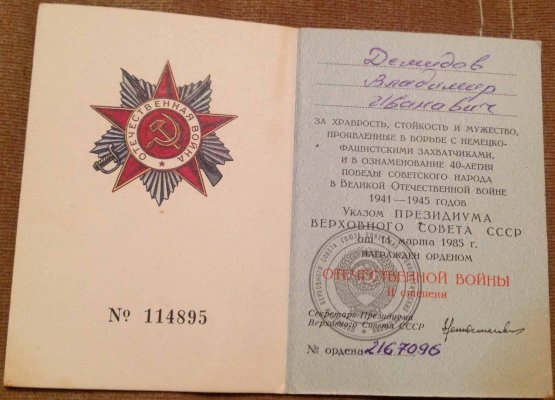 ОТЕЧЕСТВЕННАЯ ВОЙНА
№ 114895
Демидов
Владимир
Иванавич
ЗА ХРАБРОСТЬ, СТОЙКОСТЬ И МУЖЕСТВО,
ПРОЯВЛЕННЫЕ В БОРЬБЕ С НЕМЕЦКО-
ФАШИСТСКИМИ ЗАХВАТЧИКАМИ,
И В ОЗНАМЕНОВАНИЕ 40-ЛЕТИЯ
ПОБЕДЫ СОВЕТСКОГО НАРОДА
В ВЕЛИКОЙ ОТЕЧЕСТВЕННОЙ ВОЙНЕ
1941—1945 ГОДОВ
УКАЗОМ ПРЕЗИДИУМА
ВЕРХОВНОГО СОВЕТА СССР
от 11 марта 1985 г.
НАГРАЖДЕН ОРДЕНОМ
ОТЕЧЕСТВЕННОЙ ВОЙНЫ
II степени
Секретарь Президиума
Верховного Совета СССР
№ ордена 2167096